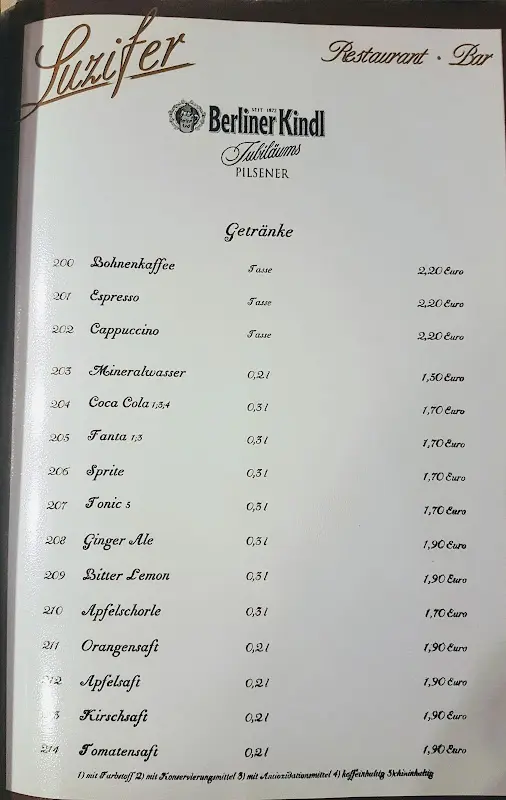 Luzifer
Restaurant · Bar
SEIT 1872
Berliner Kindl
Jubiläums
PILSENER
Getränke
200 Bohnenkaffee Tasse 2,20 Euro
201 Espresso Tasse 2,20 Euro
202 Cappuccino Tasse 2,20 Euro
203 Mineralwasser 0,2 l 1,50 Euro
204 Coca Cola 1;3;4 0,3 l 1,70 Euro
205 Fanta 1;3 0,3 l 1,70 Euro
206 Sprite 0,3 l 1,70 Euro
207 Tonic 5 0,3 l 1,70 Euro
208 Ginger Ale 0,3 l 1,90 Euro
209 Bitter Lemon 0,3 l 1,90 Euro
210 Apfelschorle 0,3 l 1,70 Euro
211 Orangensaft 0,2 l 1,90 Euro
212 Apfelsaft 0,2 l 1,90 Euro
3 Kirschsaft 0,2 l 1,90 Euro
214 Tomatensaft 0,2 l 1,90 Euro
1) mit Farbstoff 2) mit Konservierungsmittel 3) mit Antioxidationsmittel 4) koffeinhaltig 5)chininhaltig